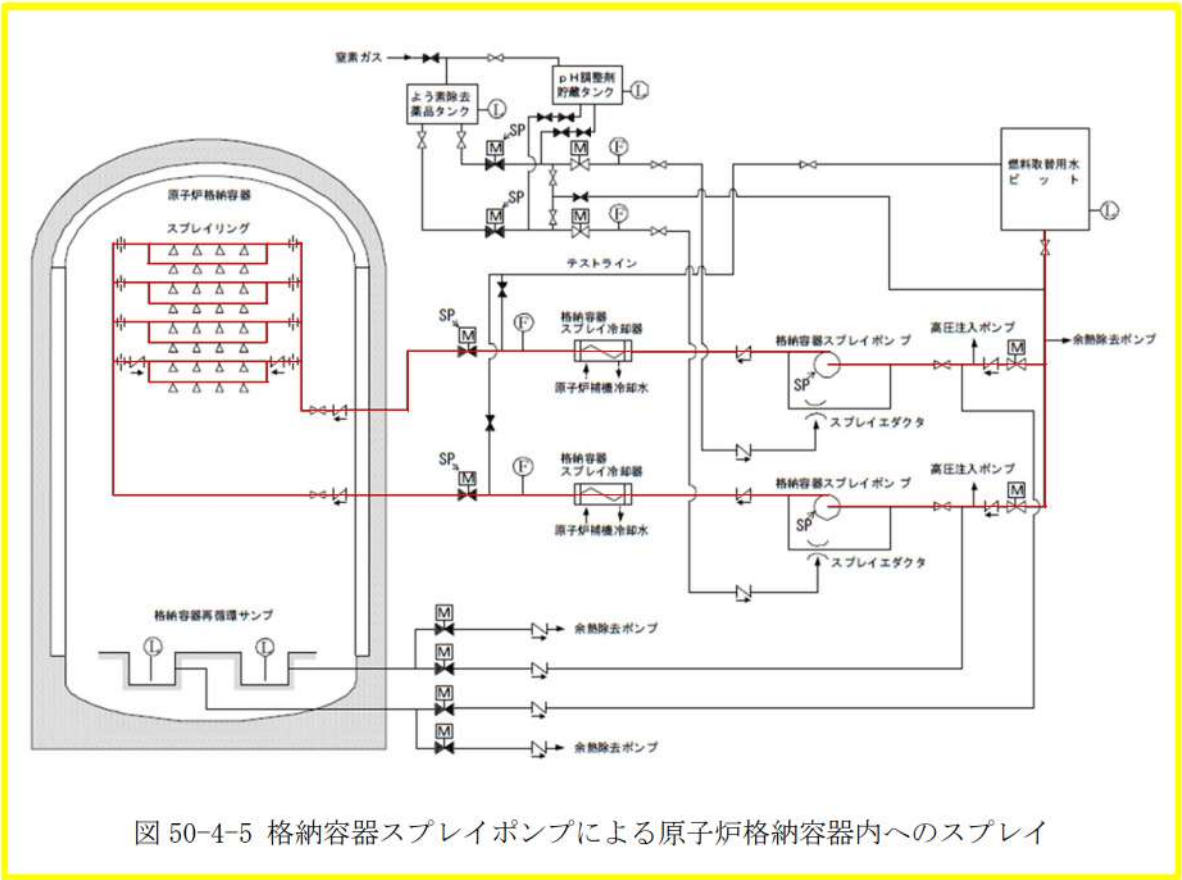 窒素ガス
pH調整剤
貯蔵タンク
L
よう素除去
薬品タンク
L
SP
M
M
F
燃料取替用水
ピット
L
原子炉格納容器
SP
M
M
F
スプレイリング
テストライン
SP
M
F
格納容器
スプレイ冷却器
原子炉補機冷却水
格納容器スプレイポンプ
SP
高圧注入ポンプ
M
余熱除去ポンプ
スプレイエダクタ
SP
M
F
格納容器
スプレイ冷却器
原子炉補機冷却水
格納容器スプレイポンプ
SP
高圧注入ポンプ
M
スプレイエダクタ
格納容器再循環サンプ
L
L
M
余熱除去ポンプ
M
M
M
余熱除去ポンプ
図 50-4-5 格納容器スプレイポンプによる原子炉格納容器内へのスプレイ